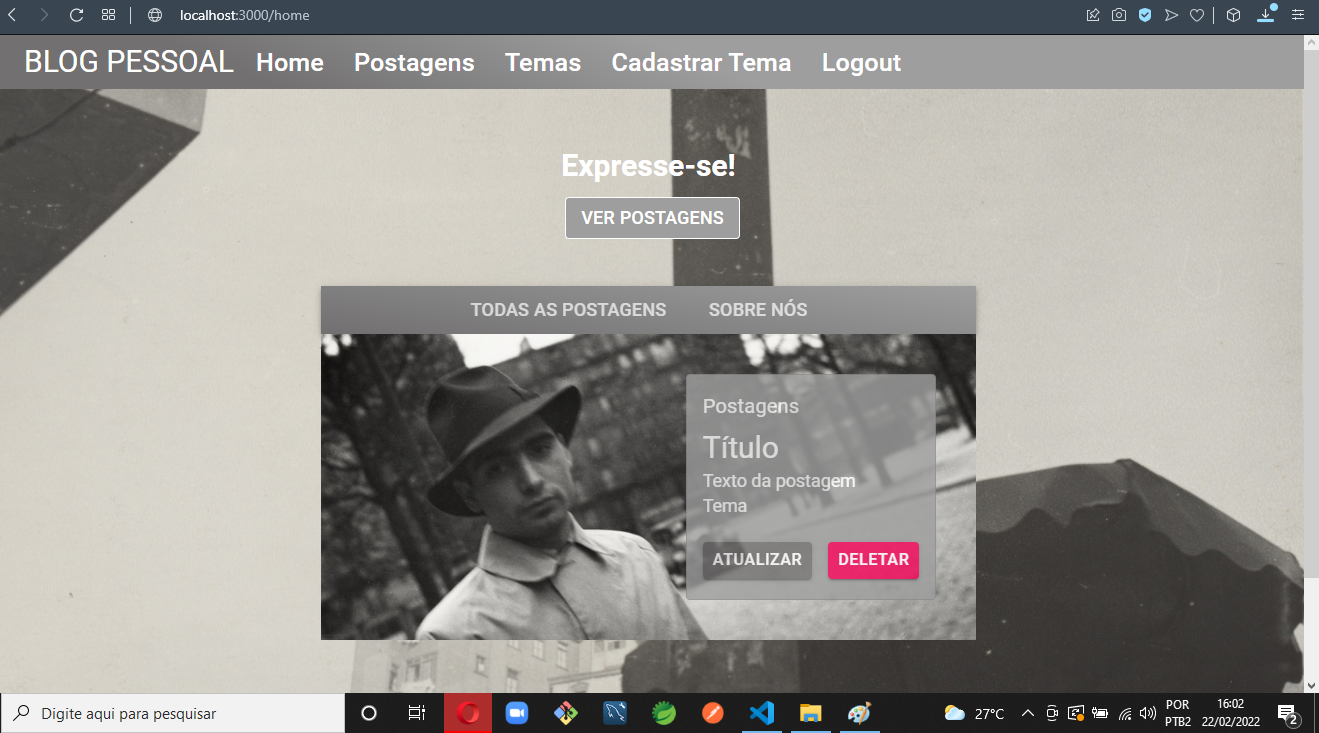 localhost:3000/home
BLOG PESSOAL Home Postagens Temas Cadastrar Tema Logout
Expresse-se!
VER POSTAGENS
TODAS AS POSTAGENS SOBRE NÓS
Postagens
Título
Texto da postagem
Tema
ATUALIZAR DELETAR
Digite aqui para pesquisar
27°C
POR
PTB2
16:02
22/02/2022
2